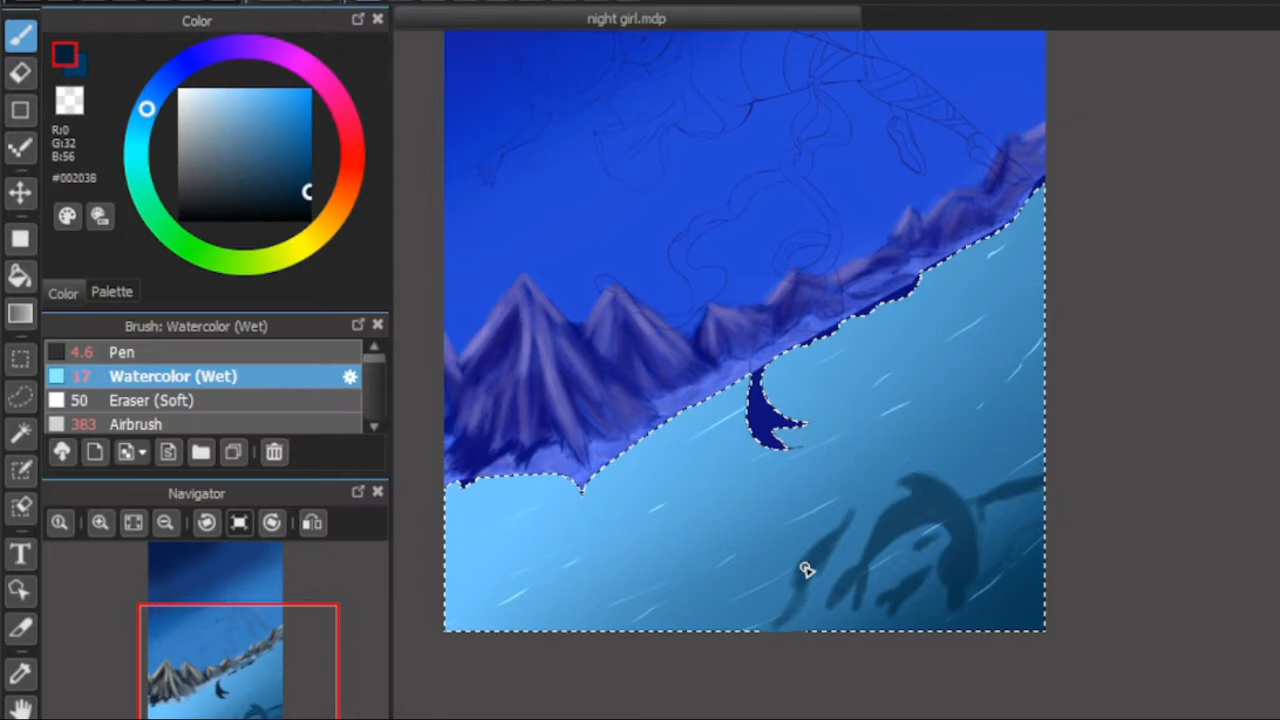 Color
night girl.mdp
R:0
G:32
B:56
#002038
Color Palette
Brush: Watercolor (Wet)
4.6 Pen
17 Watercolor (Wet)
50 Eraser (Soft)
383 Airbrush
Navigator